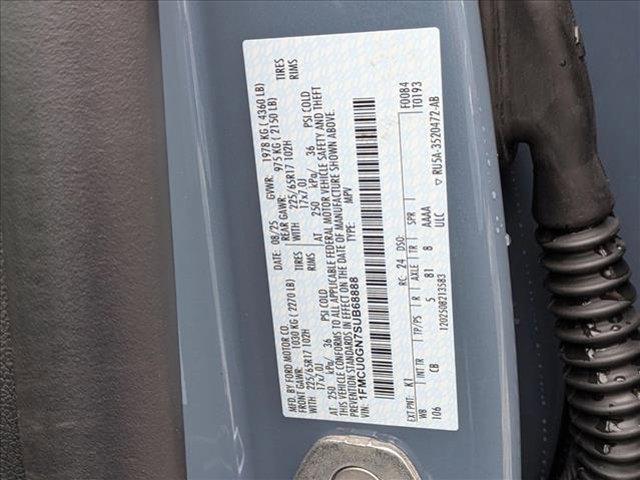 MFD. BY FORD MOTOR CO.
DATE: 08/25 GVWR: 1978 KG ( 4360 LB)
FRONT GAWR: 1030 KG ( 2270 LB) REAR GAWR: 975 KG ( 2150 LB)
WITH TIRES WITH TIRES
225/65R17 102H RIMS 225/65R17 102H RIMS
17x7.0J 17x7.0J
AT 250 kPa/ 36 PSI COLD AT 250 kPa/ 36 PSI COLD
THIS VEHICLE CONFORMS TO ALL APPLICABLE FEDERAL MOTOR VEHICLE SAFETY AND THEFT
PREVENTION STANDARDS IN EFFECT ON THE DATE OF MANUFACTURE SHOWN ABOVE.
VIN: 1FMCU0GN7SUB68888 TYPE: MPV
F0084
T0193
EXT PNT: K1 RC: 24 DSO:
WB INT TR TP/PS R AXLE TR SPR
106 CB 5 81 8 AAAA
ULC
120250B213583
▽ RU5A-3520472-AB